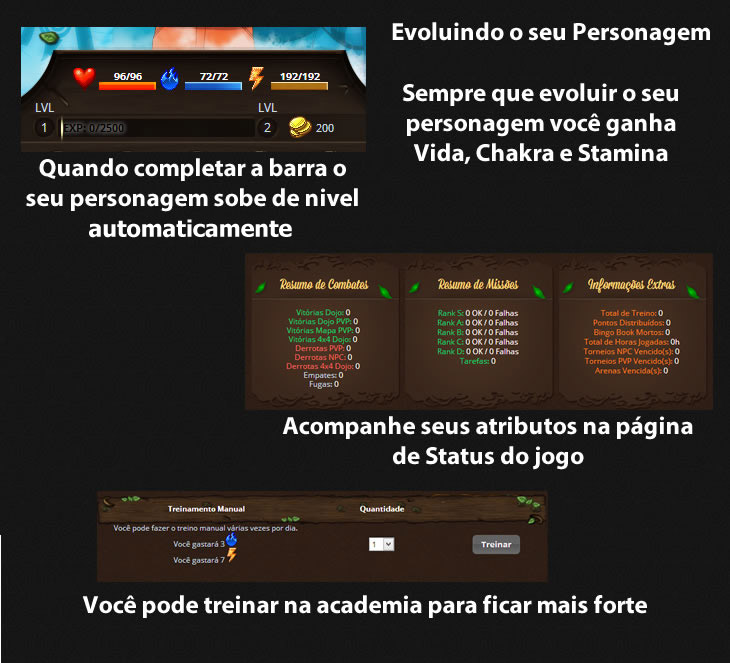 Evoluindo o seu Personagem
Sempre que evoluir o seu
personagem você ganha
Vida, Chakra e Stamina
96/96 72/72 192/192
LVL LVL
1 EXP: 0/2500 2 200
Quando completar a barra o
seu personagem sobe de nivel
automaticamente
Resumo de Combates
Vitórias Dojo: 0
Vitórias Dojo PVP: 0
Vitórias Mapa PVP: 0
Vitórias 4x4 Dojo: 0
Derrotas PVP: 0
Derrotas NPC: 0
Derrotas 4x4 Dojo: 0
Empates: 0
Fugas: 0
Resumo de Missões
Rank S: 0 OK / 0 Falhas
Rank A: 0 OK / 0 Falhas
Rank B: 0 OK / 0 Falhas
Rank C: 0 OK / 0 Falhas
Rank D: 0 OK / 0 Falhas
Tarefas: 0
Informações Extras
Total de Treino: 0
Pontos Distribuídos: 0
Bingo Book Mortos: 0
Total de Horas Jogadas: 0h
Torneios NPC Vencido(s): 0
Torneios PVP Vencido(s): 0
Arenas Vencida(s): 0
Acompanhe seus atributos na página
de Status do jogo
Treinamento Manual Quantidade
Você pode fazer o treino manual várias vezes por dia.
Você gastará 3
1 Treinar
Você gastará 7
Você pode treinar na academia para ficar mais forte